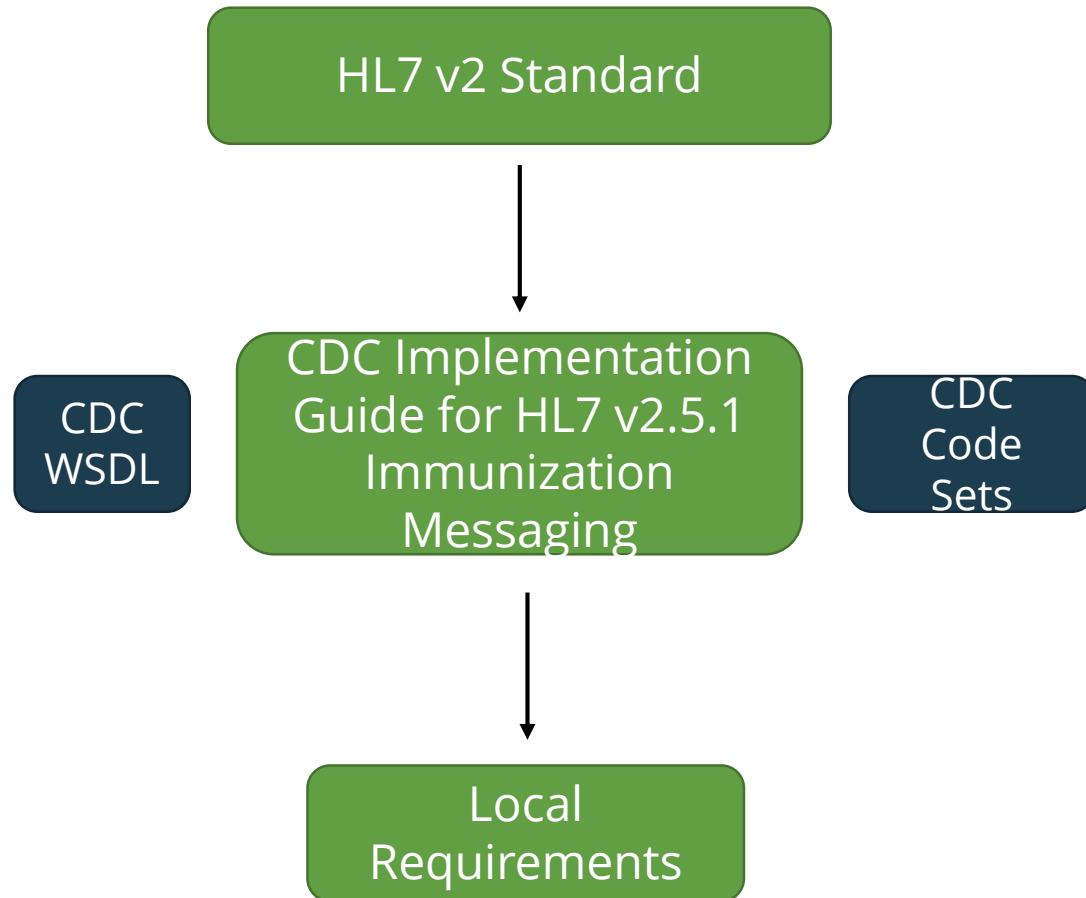 HL7 v2 Standard
CDC Implementation
Guide for HL7 v2.5.1
Immunization
Messaging
CDC
WSDL
CDC
Code
Sets
Local
Requirements